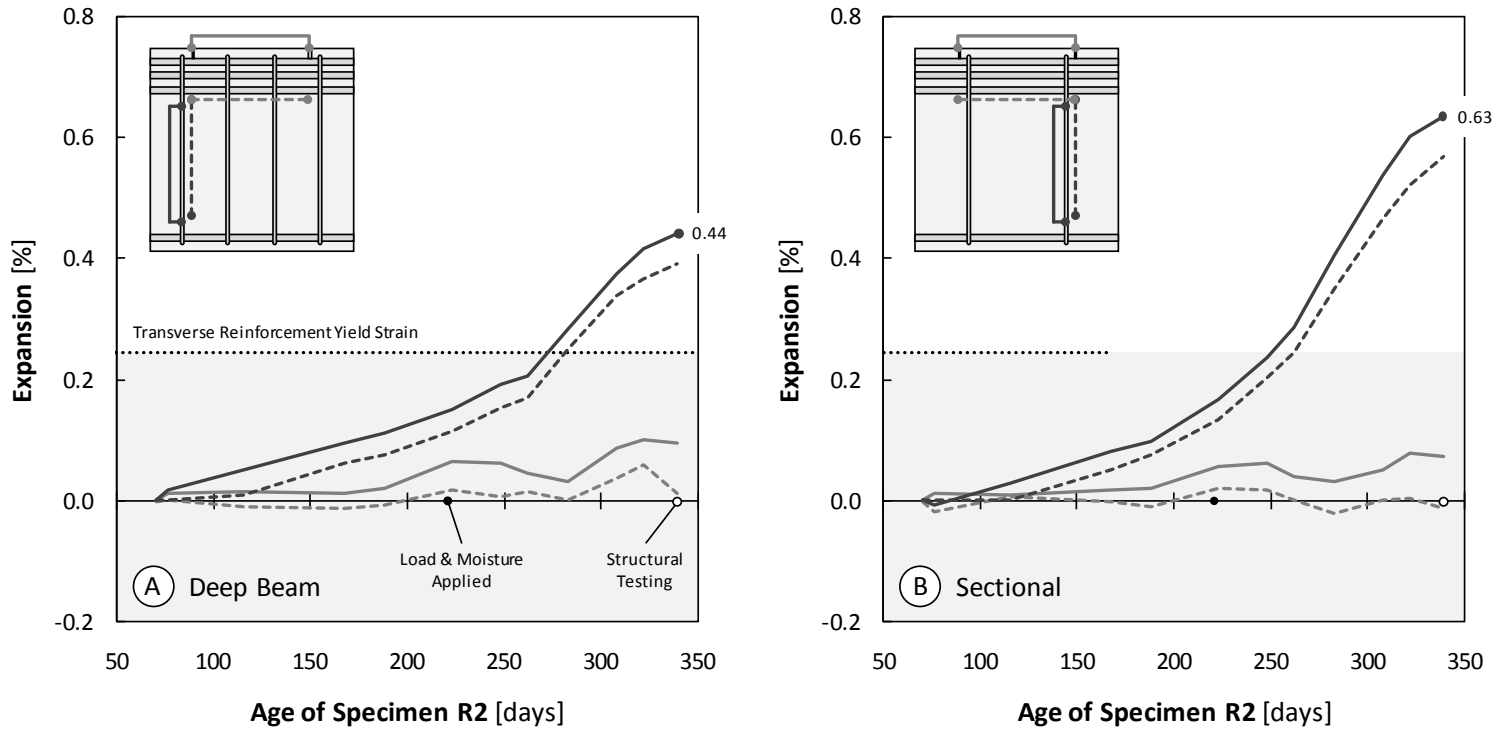 0.8
0.6
0.4
0.2
0.0
-0.2
Expansion [%]
0.44
Transverse Reinforcement Yield Strain
Load & Moisture
Applied
Structural
Testing
A Deep Beam
50 100 150 200 250 300 350
Age of Specimen R2 [days]
0.8
0.6
0.4
0.2
0.0
-0.2
Expansion [%]
0.63
B Sectional
50 100 150 200 250 300 350
Age of Specimen R2 [days]